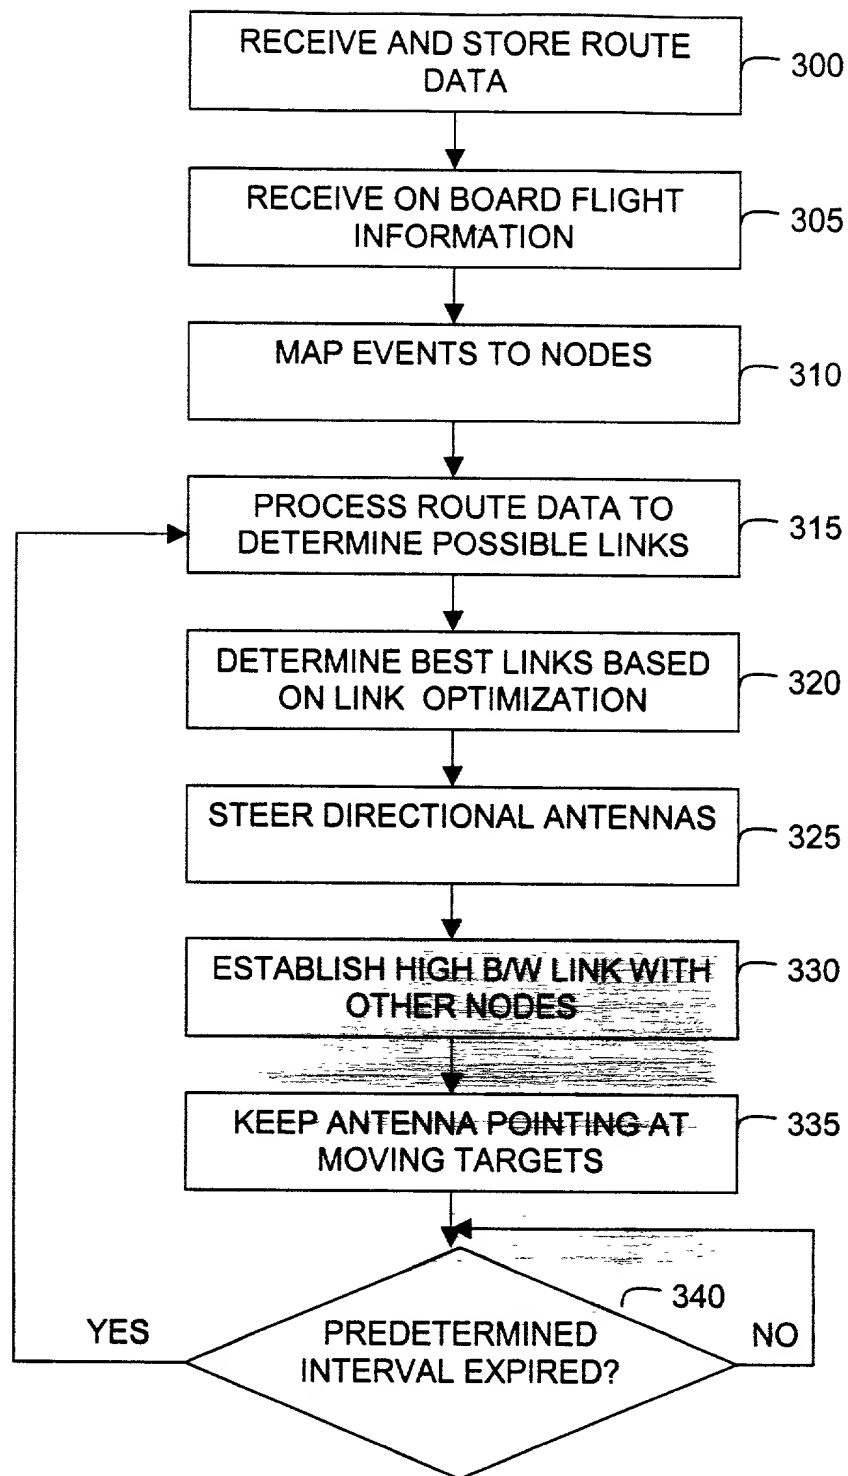 RECEIVE AND STORE ROUTE
DATA
300
RECEIVE ON BOARD FLIGHT
INFORMATION
305
MAP EVENTS TO NODES
310
PROCESS ROUTE DATA TO
DETERMINE POSSIBLE LINKS
315
DETERMINE BEST LINKS BASED
ON LINK OPTIMIZATION
320
STEER DIRECTIONAL ANTENNAS
325
ESTABLISH HIGH B/W LINK WITH
OTHER NODES
330
KEEP ANTENNA POINTING AT
MOVING TARGETS
335
340
YES
PREDETERMINED
INTERVAL EXPIRED?
NO